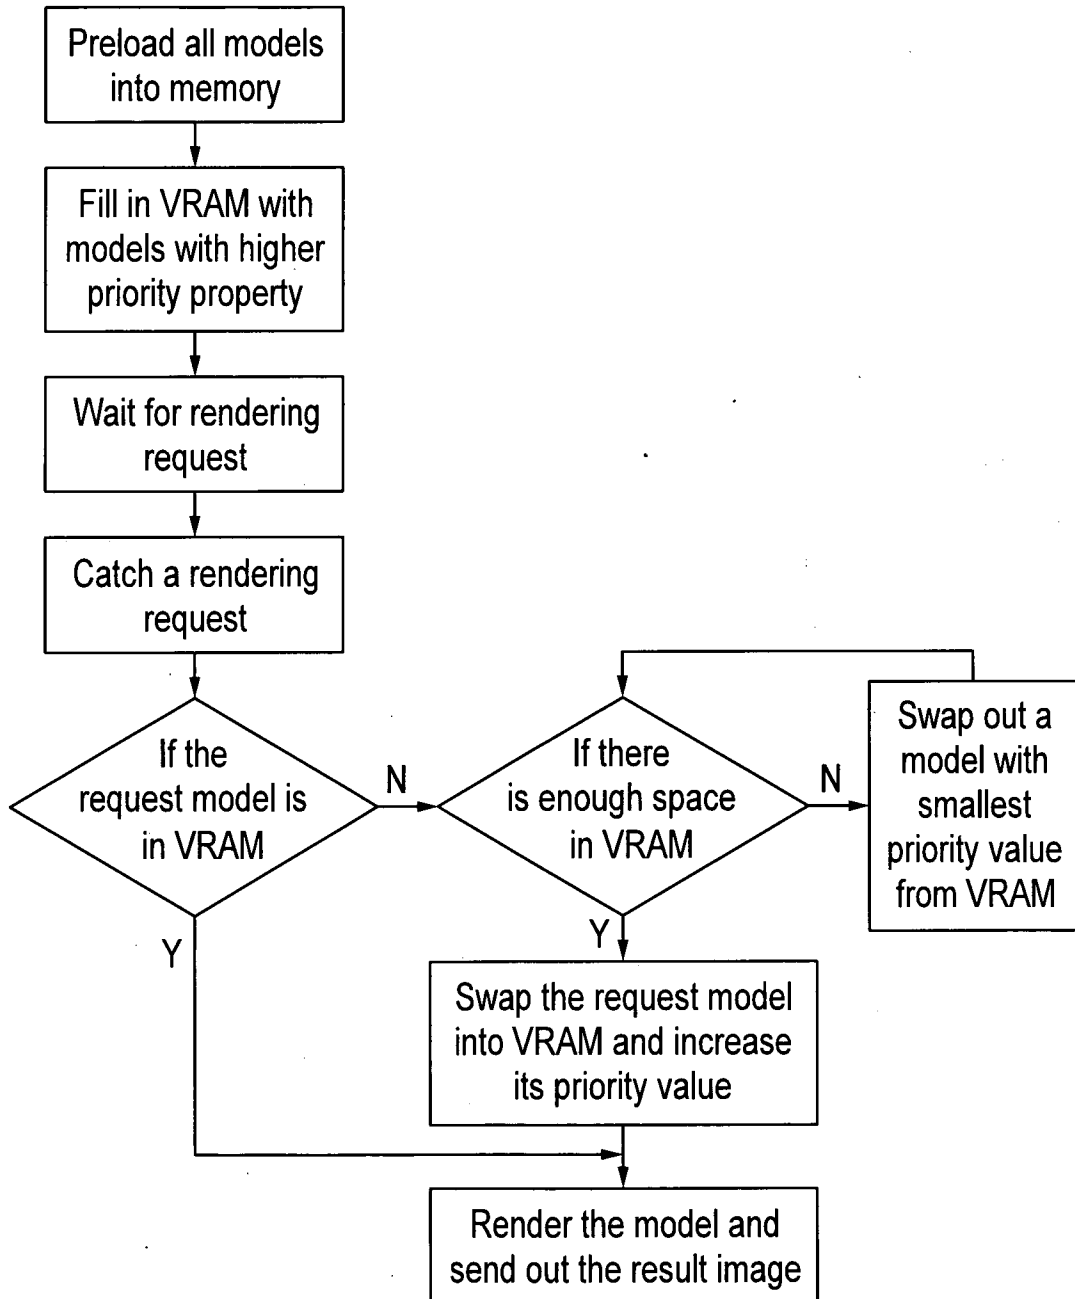 Preload all models
into memory
Fill in VRAM with
models with higher
priority property
Wait for rendering
request
Catch a rendering
request
If the
request model is
in VRAM
N
If there
is enough space
in VRAM
N
Swap out a
model with
smallest
priority value
from VRAM
Y
Y
Swap the request model
into VRAM and increase
its priority value
Render the model and
send out the result image